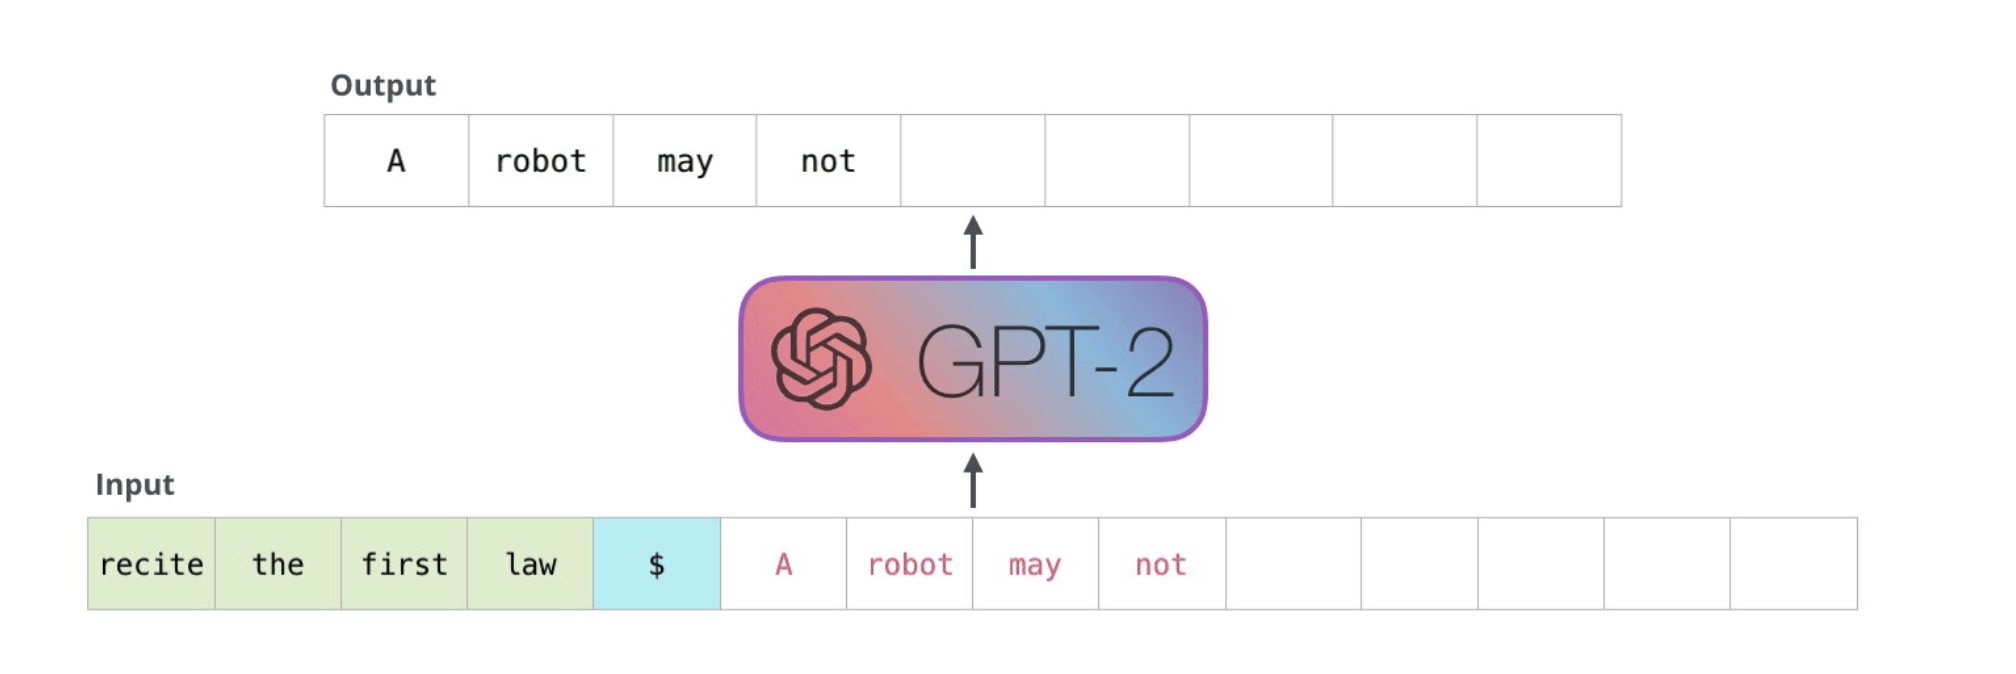 Output
A robot may not
GPT-2
Input
recite the first law $ A robot may not